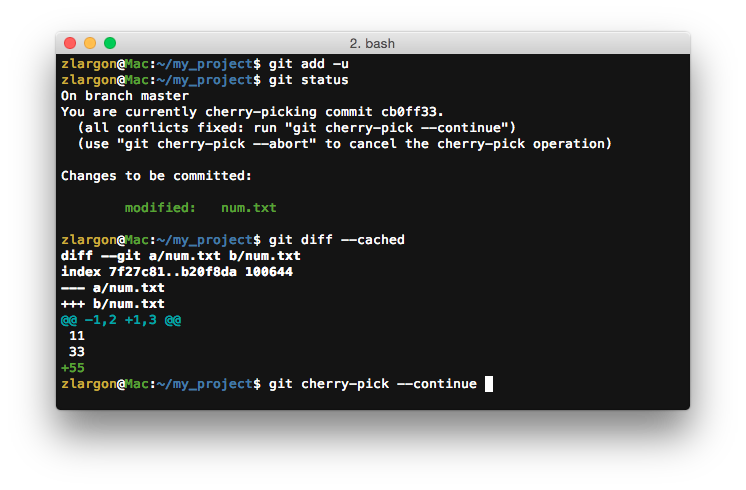 2. bash
zlargon@Mac:~/my_project$ git add -u
zlargon@Mac:~/my_project$ git status
On branch master
You are currently cherry-picking commit cb0ff33.
  (all conflicts fixed: run "git cherry-pick --continue")
  (use "git cherry-pick --abort" to cancel the cherry-pick operation)
Changes to be committed:
        modified:   num.txt
zlargon@Mac:~/my_project$ git diff --cached
diff --git a/num.txt b/num.txt
index 7f27c81..b20f8da 100644
--- a/num.txt
+++ b/num.txt
@@ -1,2 +1,3 @@
 11
 33
+55
zlargon@Mac:~/my_project$ git cherry-pick --continue